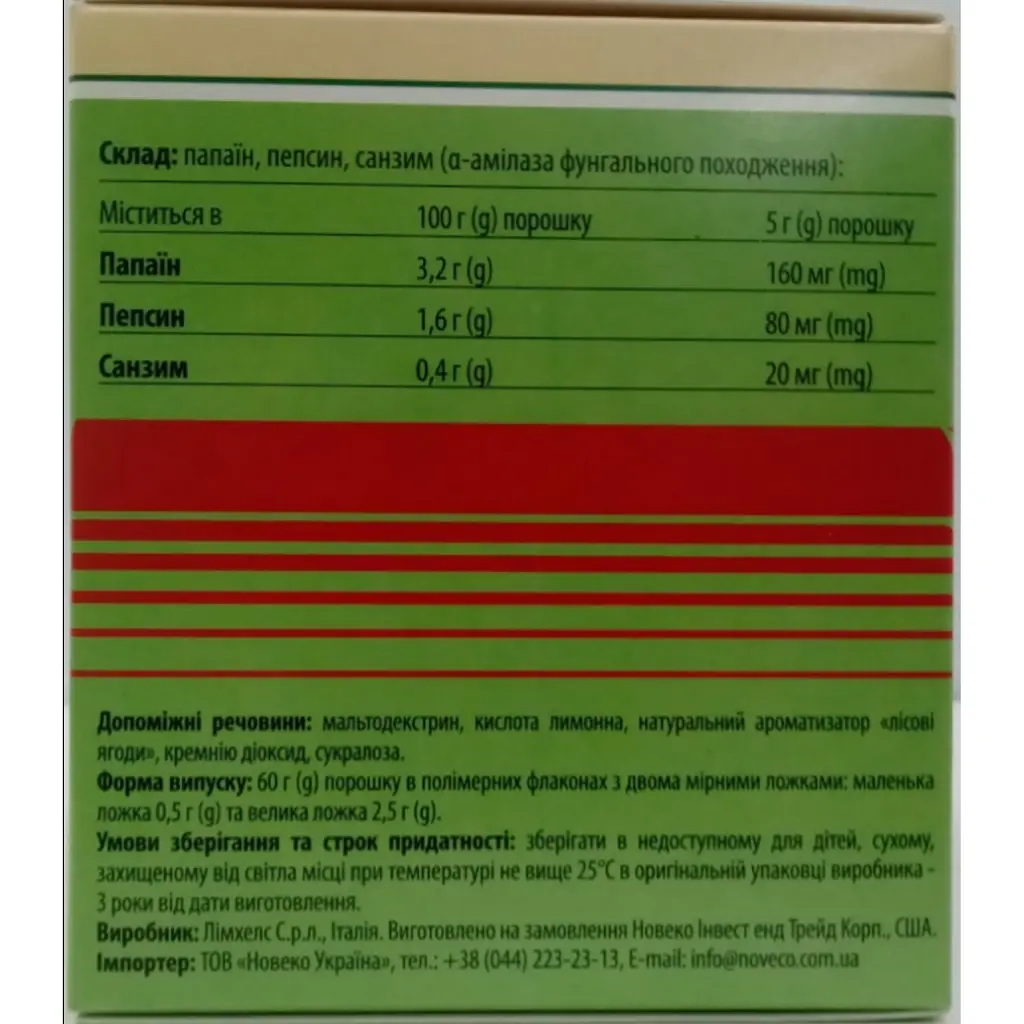 Склад: папаїн, пепсин, санзим (α-амілаза фунгального походження):
Міститься в 100 г (g) порошку 5 г (g) порошку
Папаїн 3,2 г (g) 160 мг (mg)
Пепсин 1,6 г (g) 80 мг (mg)
Санзим 0,4 г (g) 20 мг (mg)
Допоміжні речовини: мальтодекстрин, кислота лимонна, натуральний ароматизатор «лісові
ягоди», кремнію діоксид, сукралоза.
Форма випуску: 60 г (g) порошку в полімерних флаконах з двома мірними ложками: маленька
ложка 0,5 г (g) та велика ложка 2,5 г (g).
Умови зберігання та строк придатності: зберігати в недоступному для дітей, сухому,
захищеному від світла місці при температурі не вище 25°С в оригінальній упаковці виробника -
3 роки від дати виготовлення.
Виробник: Лімхелс С.р.л., Італія. Виготовлено на замовлення Новеко Інвест енд Трейд Корп., США.
Імпортер: ТОВ «Новеко Україна», тел.: +38 (044) 223-23-13, E-mail: info@noveco.com.ua